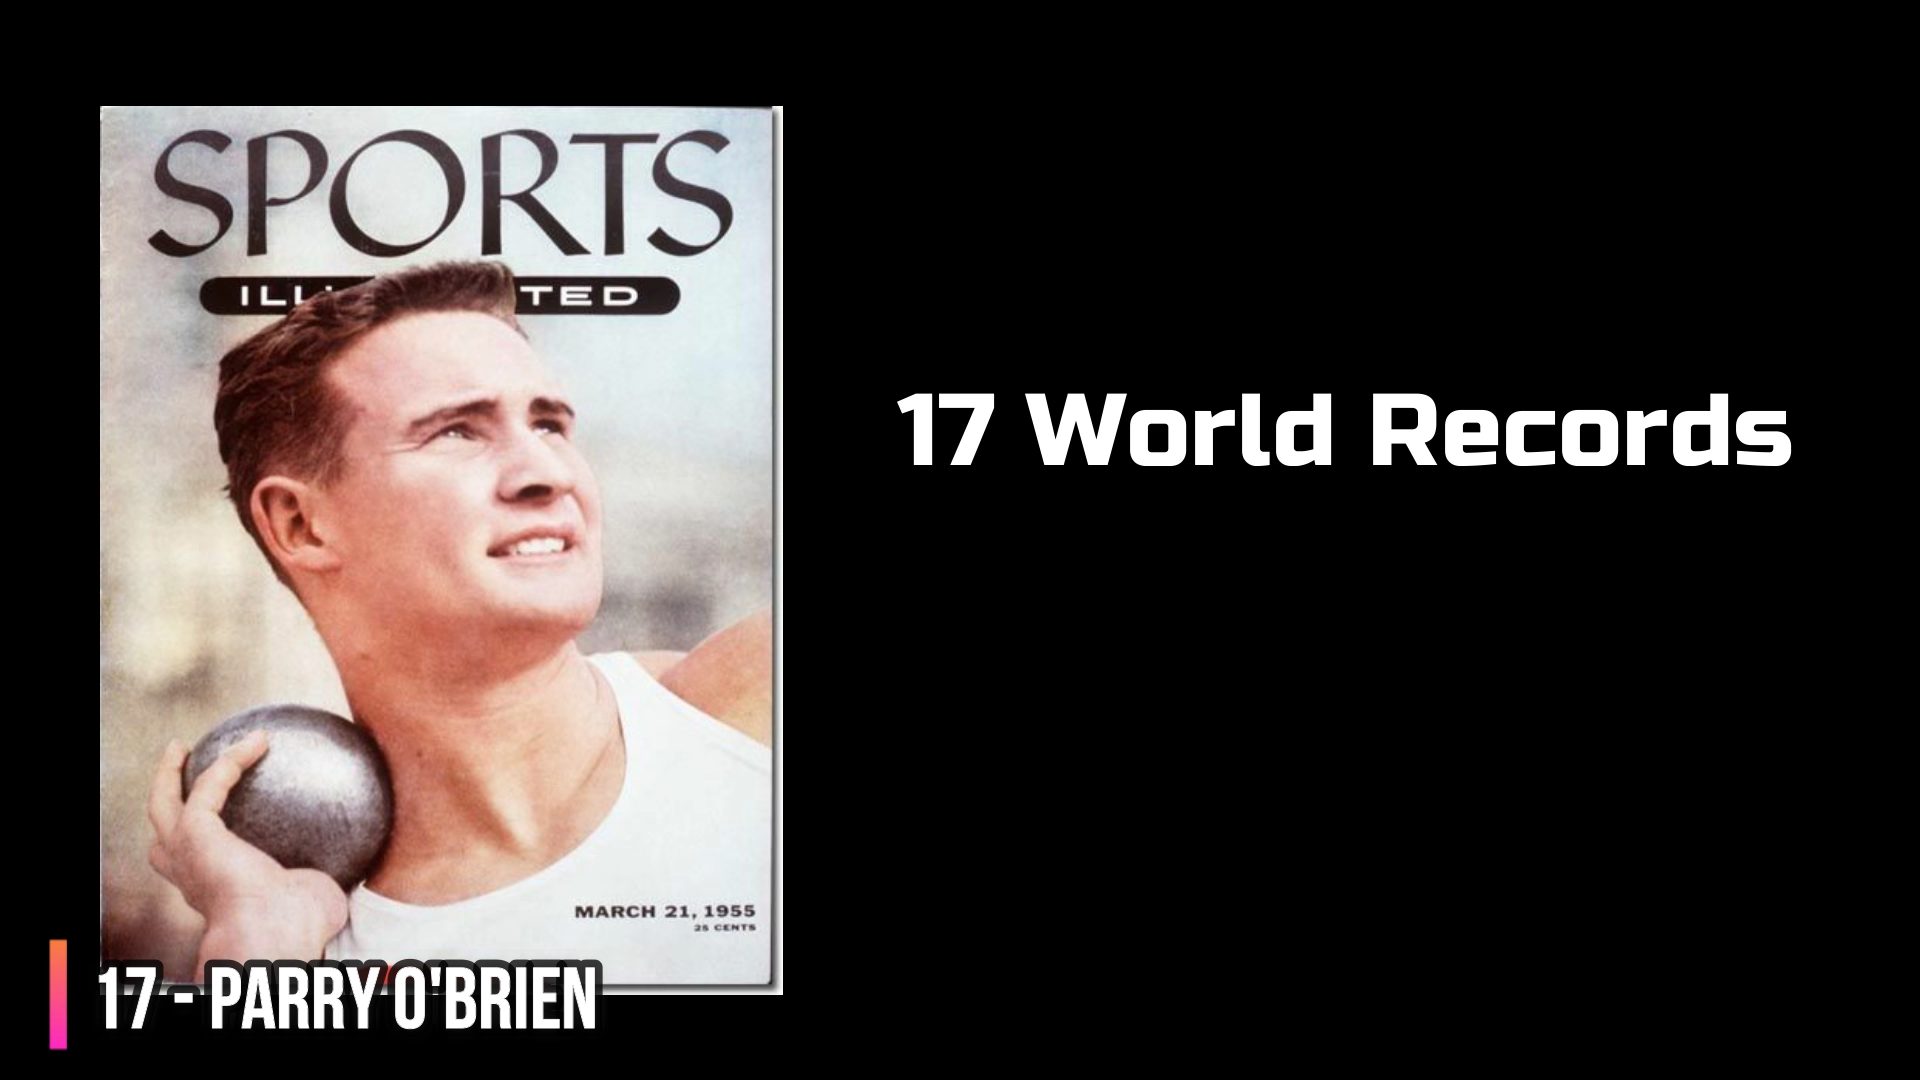 SPORTS
ILL TED
17 World Records
MARCH 21, 1955
25 CENTS
17 - PARRY O'BRIEN